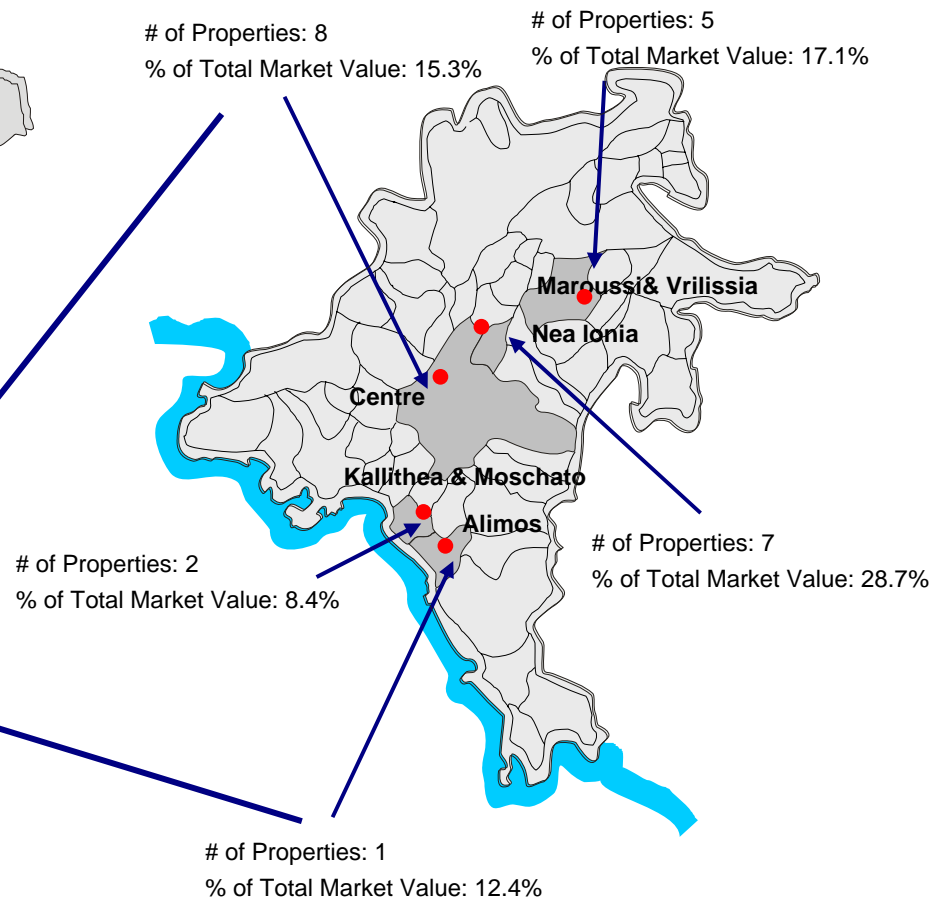 # of Properties: 8
% of Total Market Value: 15.3%
# of Properties: 5
% of Total Market Value: 17.1%
Maroussi& Vrilissia
Nea Ionia
Centre
Kallithea & Moschato
Alimos
# of Properties: 2
% of Total Market Value: 8.4%
# of Properties: 7
% of Total Market Value: 28.7%
# of Properties: 1
% of Total Market Value: 12.4%